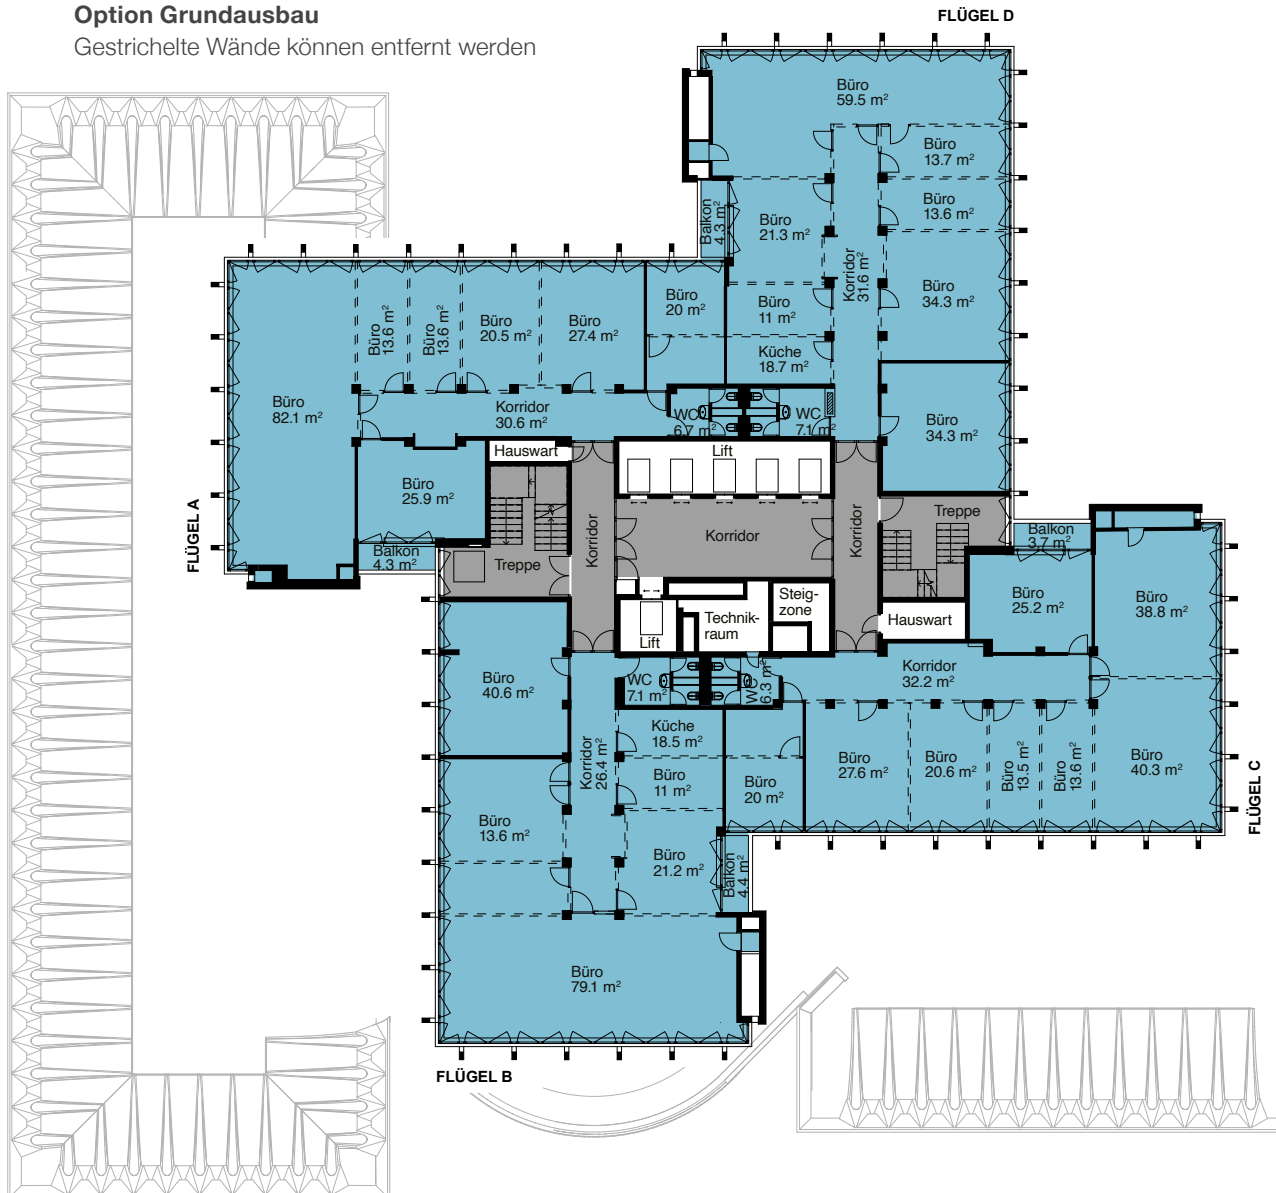 Option Grundausbau
Gestrichelte Wände können entfernt werden
FLÜGEL D
Büro
59.5 m²
Büro
13.7 m²
Büro
13.6 m²
Balkon
4.3 m²
Büro
21.3 m²
Korridor
31.6 m²
Büro
34.3 m²
Büro
11 m²
Küche
18.7 m²
Büro
34.3 m²
Büro
13.6 m²
Büro
13.6 m²
Büro
20.5 m²
Büro
27.4 m²
Büro
20 m²
Büro
82.1 m²
Korridor
30.6 m²
WC
6.7 m²
WC
7.1 m²
Hauswart
Lift
Büro
25.9 m²
FLÜGEL A
Balkon
4.3 m²
Treppe
Korridor
Korridor
Korridor
Treppe
Balkon
3.7 m²
Büro
25.2 m²
Büro
38.8 m²
Steig-
zone
Technik-
raum
Lift
Hauswart
Büro
40.6 m²
WC
7.1 m²
WC
6.3 m²
Korridor
32.2 m²
Küche
18.5 m²
Korridor
26.4 m²
Büro
11 m²
Büro
20 m²
Büro
27.6 m²
Büro
20.6 m²
Büro
13.5 m²
Büro
13.6 m²
Büro
40.3 m²
FLÜGEL C
Büro
13.6 m²
Büro
21.2 m²
Balkon
4.4 m²
Büro
79.1 m²
FLÜGEL B